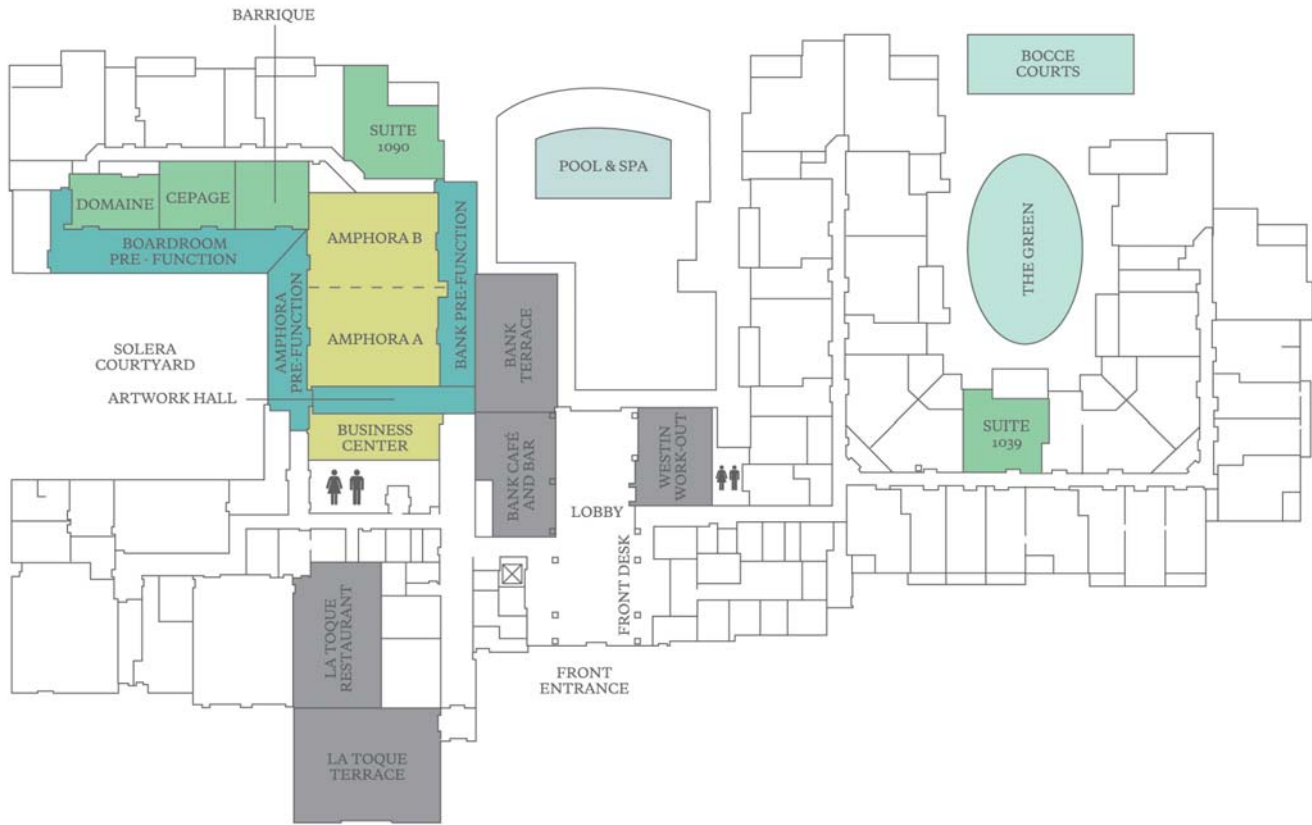 BARRIQUE
BOCCE
COURTS
SUITE
1090
POOL & SPA
DOMAINE
CEPAGE
AMPHORA B
BOARDROOM
PRE - FUNCTION
THE GREEN
AMPHORA
PRE-FUNCTION
BANK PRE-FUNCTION
AMPHORA A
BANK
TERRACE
SOLERA
COURTYARD
ARTWORK HALL
BUSINESS
CENTER
SUITE
1039
BANK CAFÉ
AND BAR
WESTIN
WORK-OUT
LOBBY
FRONT DESK
LA TOQUE
RESTAURANT
FRONT
ENTRANCE
LA TOQUE
TERRACE